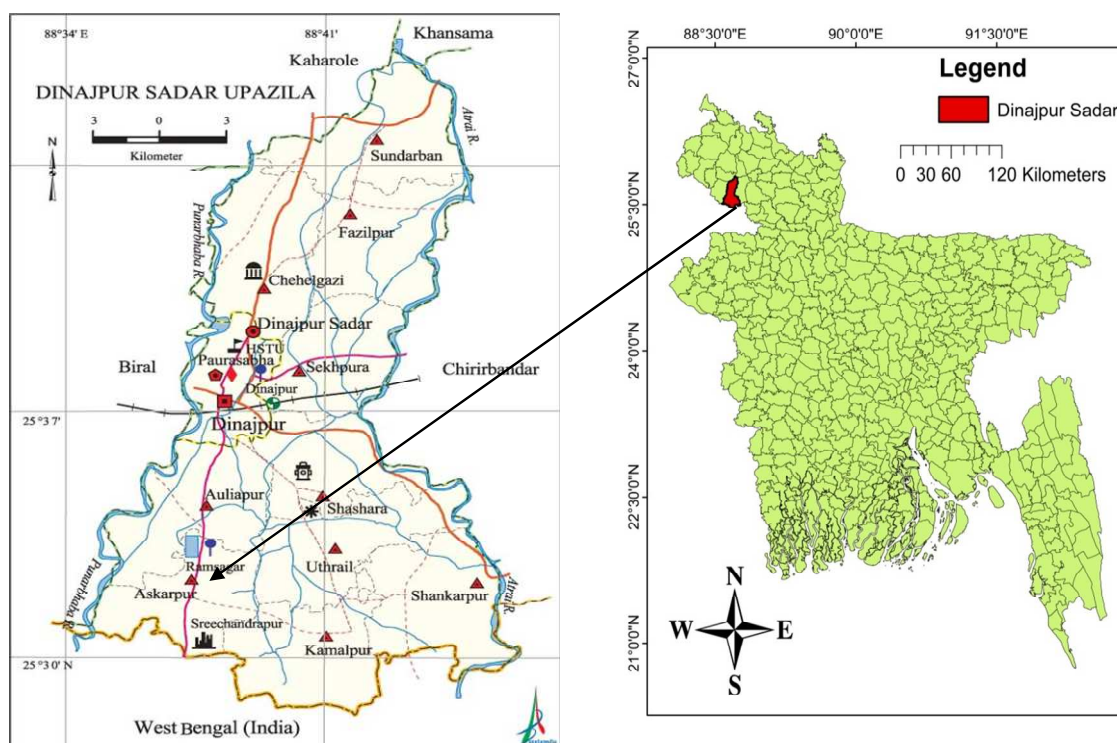 88°34' E
88°41'
Khansama
Kaharole
DINAJPUR SADAR UPAZILA
3 0 3
Kilometer
N
Atrai R.
Sundarban
Punarbhaba R.
Fazilpur
Chehelgazi
Dinajpur Sadar
HSTU
Biral
Paurasabha
Sekhpura
Chirirbandar
Dinajpur
25°3 7'
Dinajpur
Auliapur
Shashara
Ramsagar
Uthrail
Askarpur
Shankarpur
Punarbhaba R.
Atrai R.
Sreechandrapur
Kamalpur
25°3 0' N
West Bengal (India)
88°30'0"E 90°0'0"E 91°30'0"E
27°0'0"N
Legend
Dinajpur Sadar
0 30 60 120 Kilometers
25°30'0"N
24°0'0"N
22°30'0"N
21°0'0"N
N
W E
S